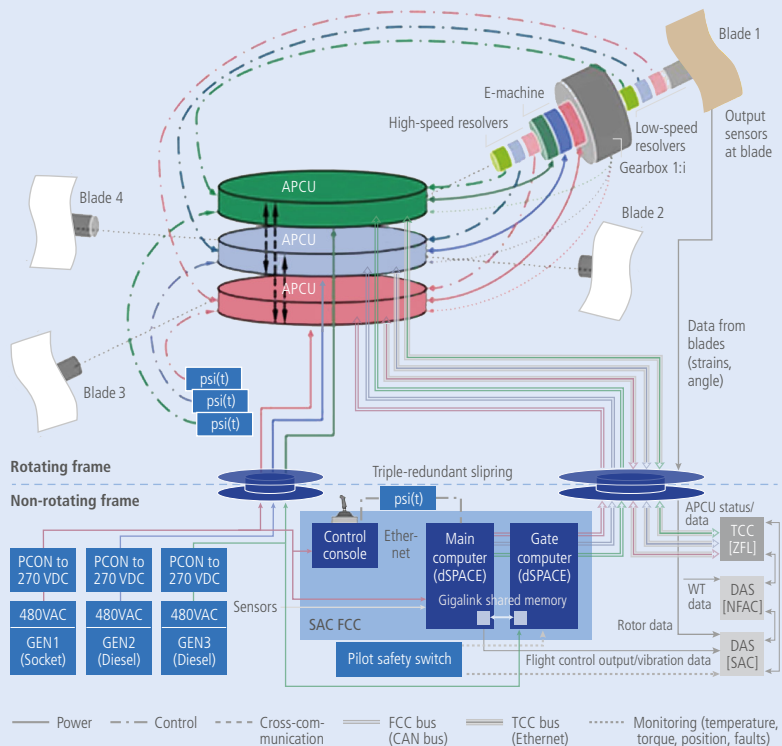 Blade 1
E-machine
High-speed resolvers
Low-speed
resolvers
Output
sensors
at blade
Gearbox 1:i
APCU
Blade 4
Blade 2
APCU
APCU
Data from
blades
(strains,
angle)
Blade 3
psi(t)
psi(t)
psi(t)
Rotating frame
Triple-redundant slipring
Non-rotating frame
psi(t)
APCU status/
data
Control
console
Ether-
net
Main
computer
(dSPACE)
Gate
computer
(dSPACE)
TCC
[ZFL]
PCON to
270 VDC
PCON to
270 VDC
PCON to
270 VDC
WT
data
DAS
[NFAC]
Sensors
Gigalink shared memory
480VAC
480VAC
480VAC
SAC FCC
Rotor data
GEN1
(Socket)
GEN2
(Diesel)
GEN3
(Diesel)
DAS
[SAC]
Pilot safety switch
Flight control output/vibration data
Power
Control
Cross-com-
munication
FCC bus
(CAN bus)
TCC bus
(Ethernet)
Monitoring (temperature,
torque, position, faults)